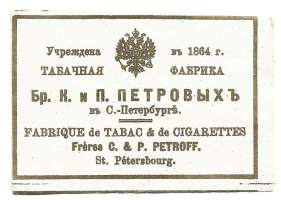 Учреждена въ 1864 г.
ТАБАЧНАЯ ФАБРИКА
Бр. К. и П. ПЕТРОВЫХЪ
въ С.-Петербургѣ.
FABRIQUE de TABAC & de CIGARETTES
Frères C. & P. PETROFF.
St. Pétersbourg.